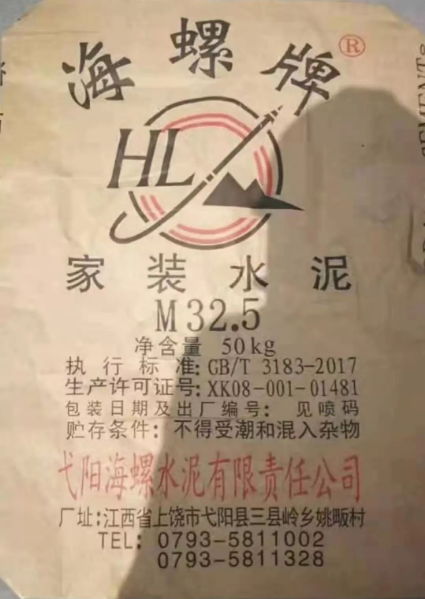 海螺牌®
HL
家装水泥
M32.5
净含量 50kg
执行标准:GB/T 3183-2017
生产许可证号:XK08-001-01481
包装日期及出厂编号: 见喷码
贮存条件: 不得受潮和混入杂物
弋阳海螺水泥有限责任公司
厂址:江西省上饶市弋阳县三县岭乡姚畈村
TEL: 0793-5811002
0793-5811328